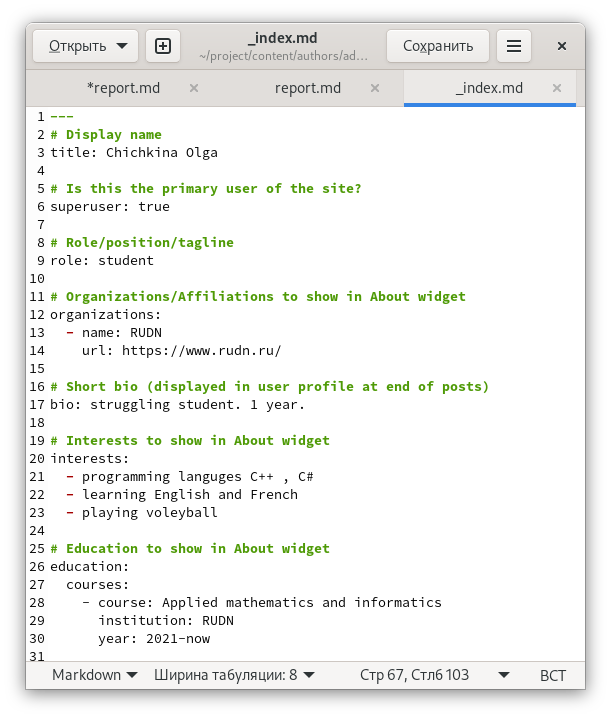 Открыть
_index.md
~/project/content/authors/ad...
Сохранить
*report.md
report.md
_index.md
1 ---
2 # Display name
3 title: Chichkina Olga
4
5 # Is this the primary user of the site?
6 superuser: true
7
8 # Role/position/tagline
9 role: student
10
11 # Organizations/Affiliations to show in About widget
12 organizations:
13   - name: RUDN
14     url: https://www.rudn.ru/
15
16 # Short bio (displayed in user profile at end of posts)
17 bio: struggling student. 1 year.
18
19 # Interests to show in About widget
20 interests:
21   - programming languges C++ , C#
22   - learning English and French
23   - playing voleyball
24
25 # Education to show in About widget
26 education:
27   courses:
28     - course: Applied mathematics and informatics
29       institution: RUDN
30       year: 2021-now
31
Markdown Ширина табуляции: 8 Стр 67, Стлб 103 ВСТ